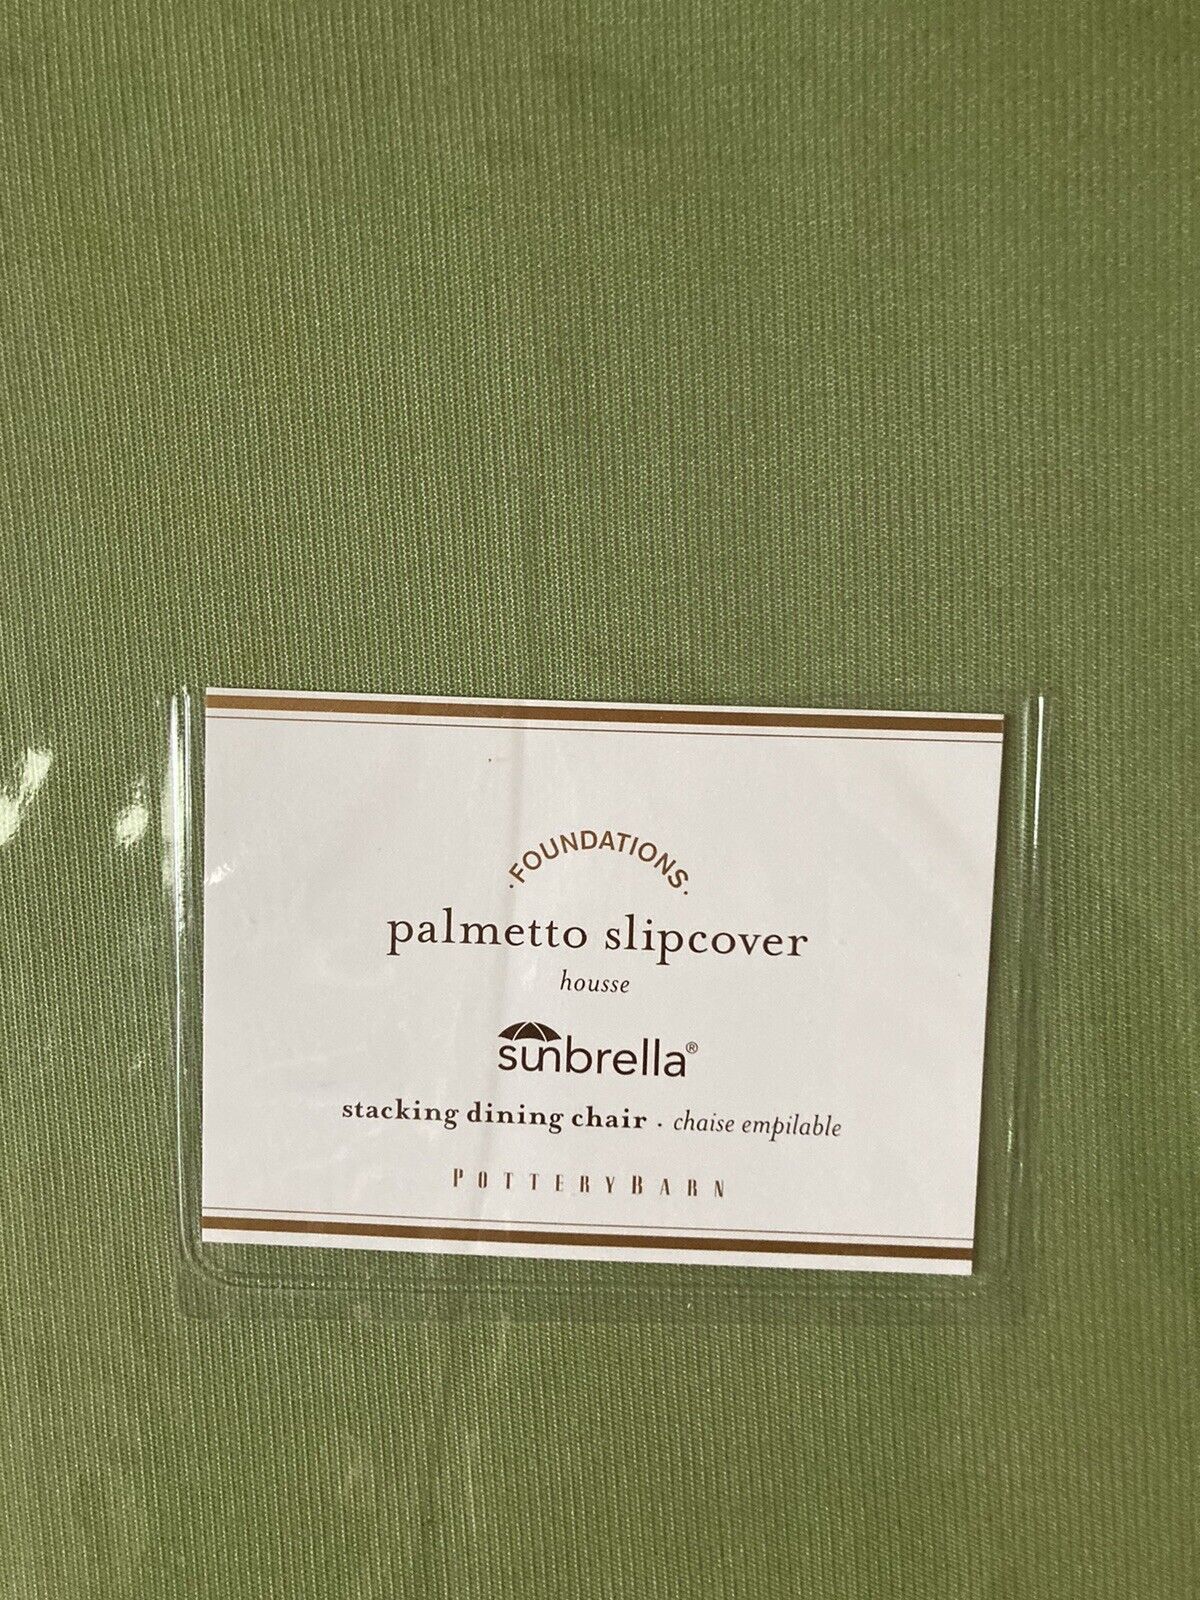 ·FOUNDATIONS·
palmetto slipcover
housse
sunbrella®
stacking dining chair · chaise empilable
POTTERYBARN